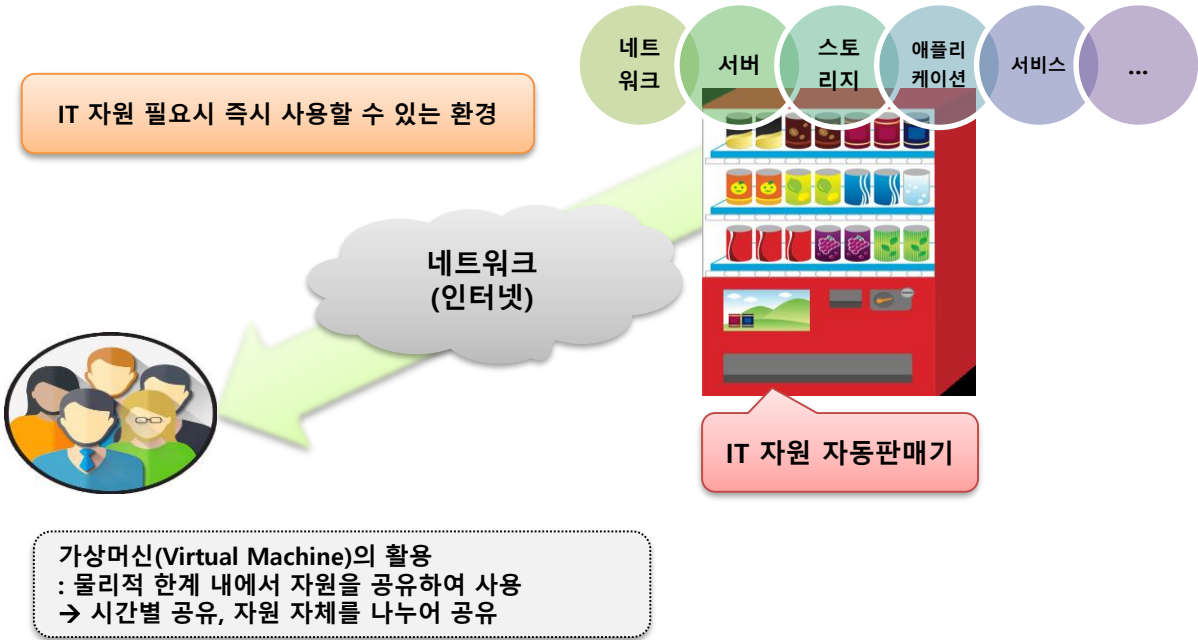 네트
워크
서버
스토
리지
애플리
케이션
서비스
...
IT 자원 필요시 즉시 사용할 수 있는 환경
네트워크
(인터넷)
IT 자원 자동판매기
가상머신(Virtual Machine)의 활용
: 물리적 한계 내에서 자원을 공유하여 사용
→ 시간별 공유, 자원 자체를 나누어 공유